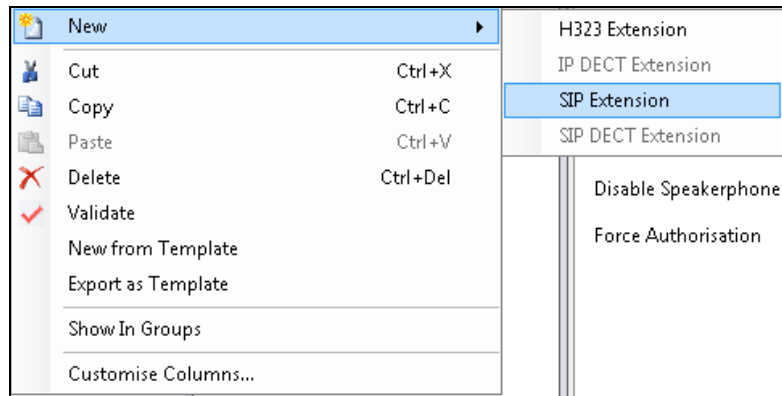 New
Cut Ctrl+X
Copy Ctrl+C
Paste Ctrl+V
Delete Ctrl+Del
Validate
New from Template
Export as Template
Show In Groups
Customise Columns...
H323 Extension
IP DECT Extension
SIP Extension
SIP DECT Extension
Disable Speakerphone
Force Authorisation